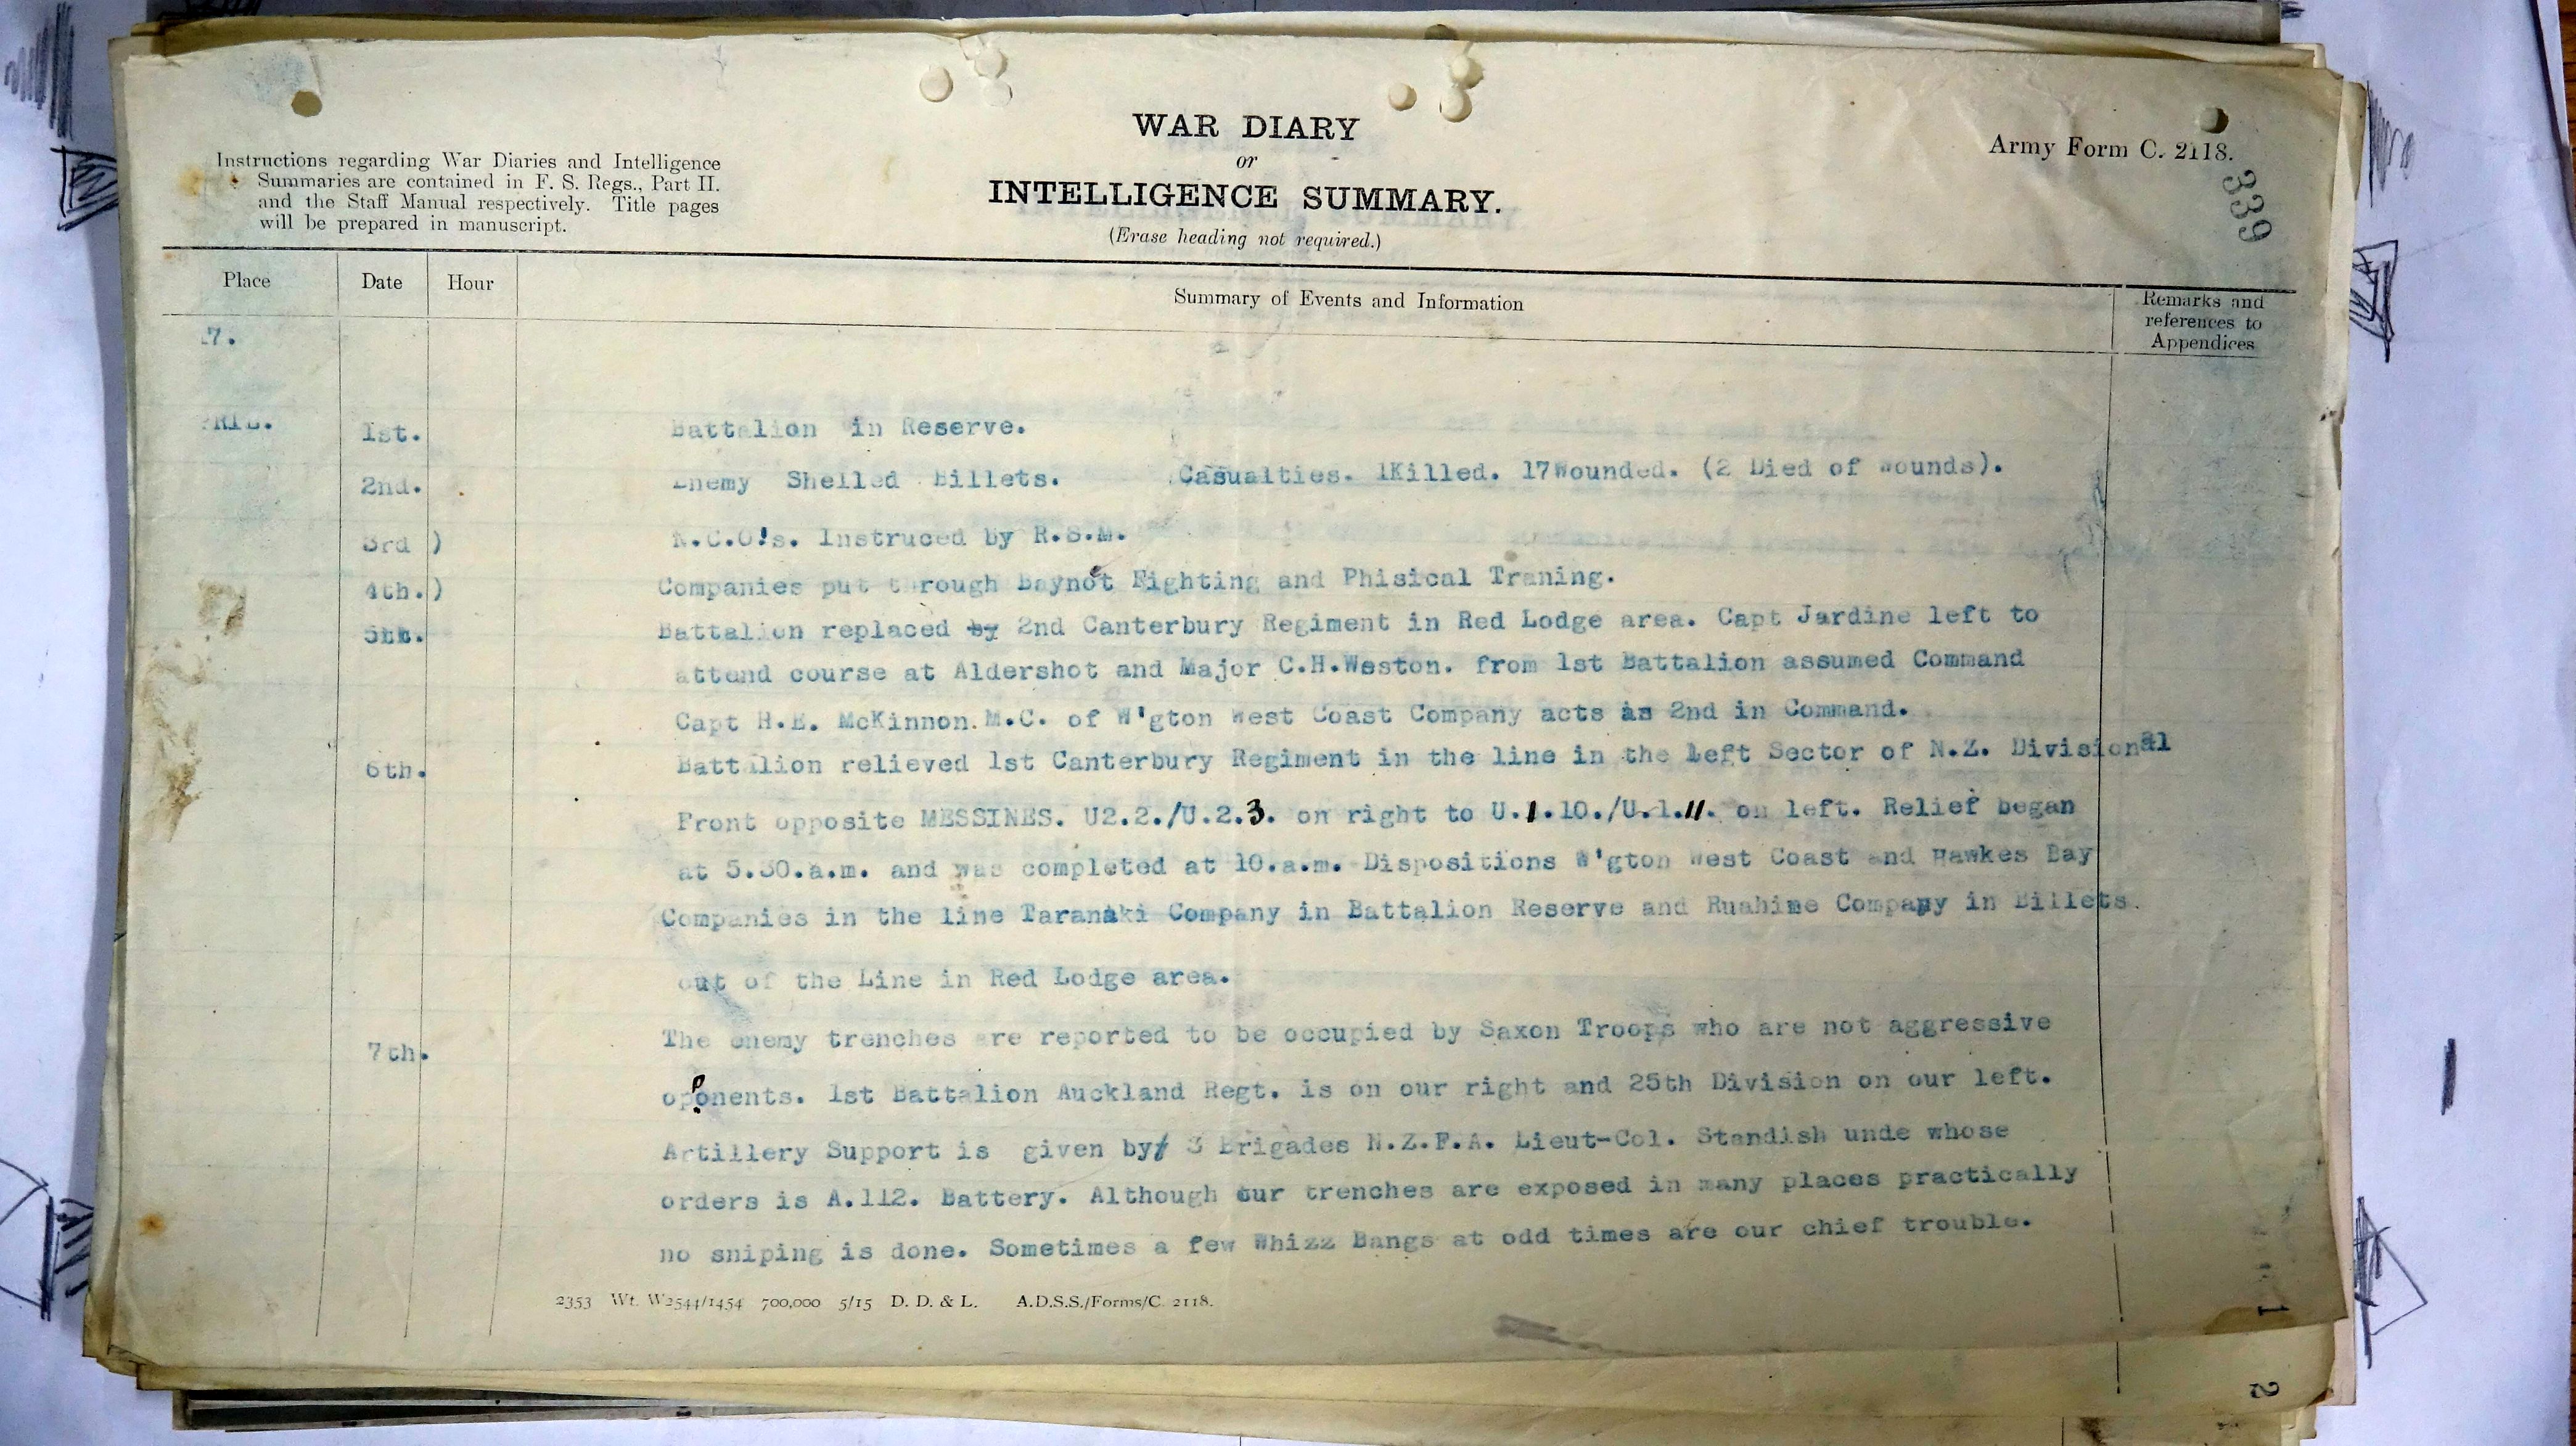 WAR DIARY
or
INTELLIGENCE SUMMARY.
(Erase heading not required.)
Instructions regarding War Diaries and Intelligence
Summaries are contained in F. S. Regs., Part II.
and the Staff Manual respectively. Title pages
will be prepared in manuscript.
Army Form C. 2118.
339
Place Date Hour Summary of Events and Information Remarks and
references to
Appendices
7.
RIL. 1st. Battalion in Reserve.
2nd. Enemy Shelled Billets. Casualties. 1Killed. 17Wounded. (2 Died of Wounds).
3rd ) N.C.O's. Instruced by R.S.M.
4th.) Companies put through Baynot Fighting and Phisical Traning.
5th. Battalion replaced by 2nd Canterbury Regiment in Red Lodge area. Capt Jardine left to
attend course at Aldershot and Major C.H.Weston. from 1st Battalion assumed Command
Capt H.E. McKinnon.M.C. of W'gton West Coast Company acts as 2nd in Command.
6th. Battalion relieved 1st Canterbury Regiment in the line in the Left Sector of N.Z. Divisional
Front opposite MESSINES. U2.2./U.2.3. on right to U.1.10./U.1.11. on left. Relief began
at 5.30.a.m. and was completed at 10.a.m. Dispositions W'gton West Coast and Hawkes Bay
Companies in the line Taranaki Company in Battalion Reserve and Ruahine Company in Billets.
out of the Line in Red Lodge area.
7th. The enemy trenches are reported to be occupied by Saxon Troops who are not aggressive
opponents. 1st Battalion Auckland Regt. is on our right and 25th Division on our left.
Artillery Support is given by 3 Brigades N.Z.F.A. Lieut-Col. Standish unde whose
orders is A.112. Battery. Although our trenches are exposed in many places practically
no sniping is done. Sometimes a few Whizz Bangs at odd times are our chief trouble.
2353 Wt. W2544/1454 700,000 5/15 D. D. & L. A.D.S.S./Forms/C. 2118.
1
2